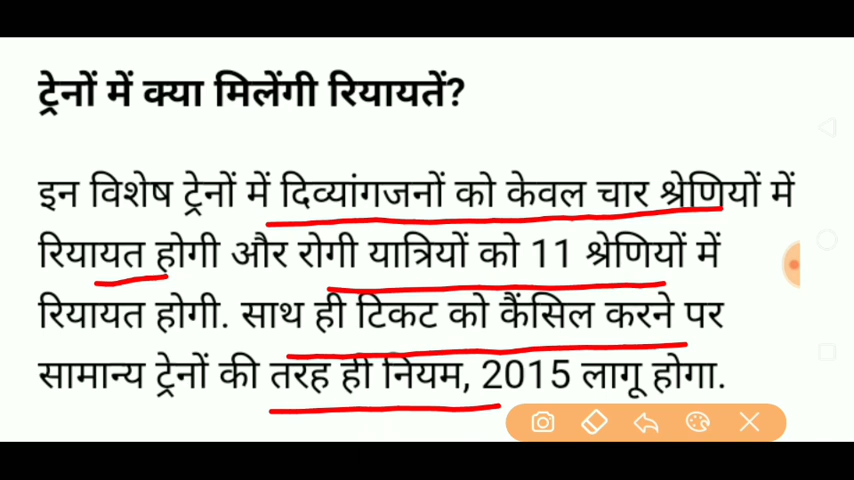 ट्रेनों में क्या मिलेंगी रियायतें?
इन विशेष ट्रेनों में दिव्यांगजनों को केवल चार श्रेणियों में
रियायत होगी और रोगी यात्रियों को 11 श्रेणियों में
रियायत होगी. साथ ही टिकट को कैंसिल करने पर
सामान्य ट्रेनों की तरह ही नियम, 2015 लागू होगा.